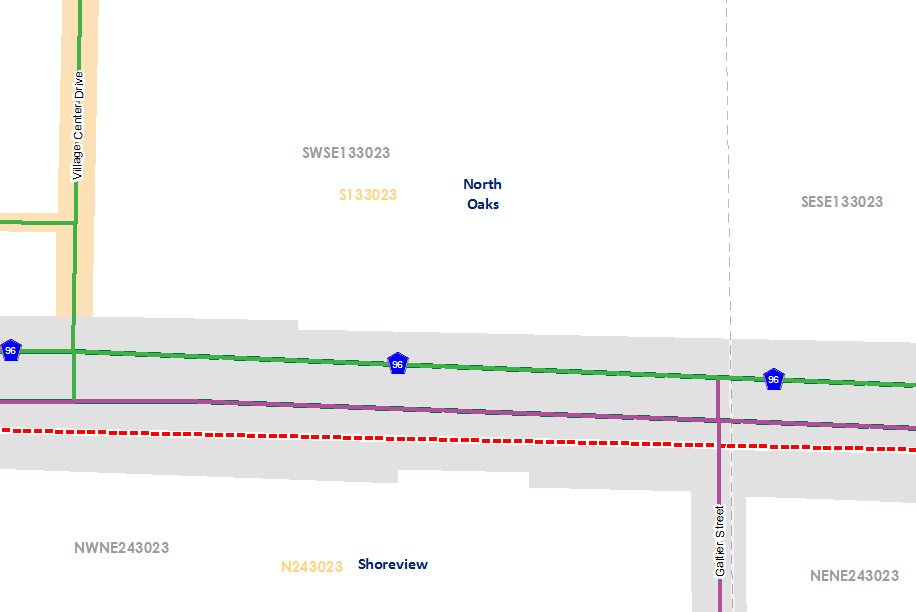 Village Center Drive
SWSE133023
S133023
North
Oaks
SESE133023
96
96
96
Galtier Street
NWNE243023
N243023
Shoreview
NENE243023